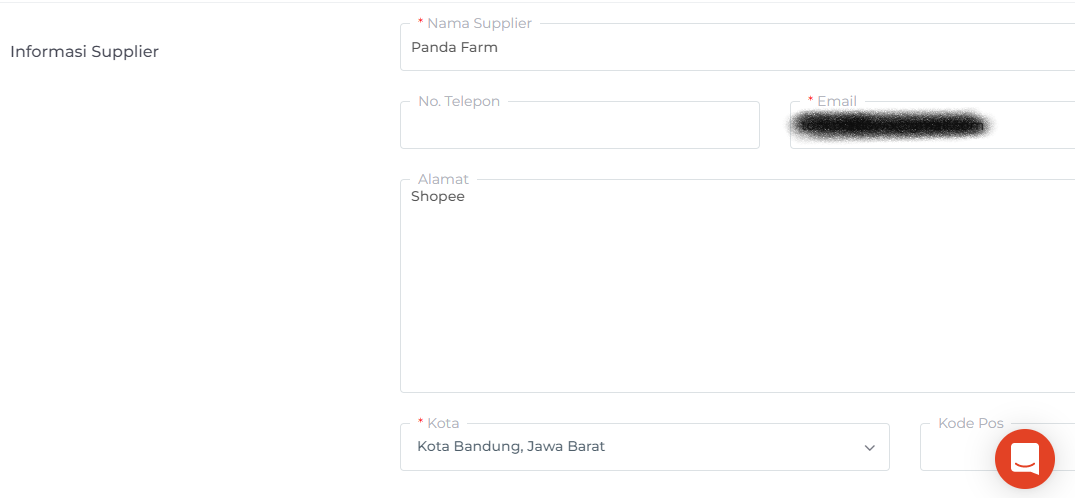 * Nama Supplier
Informasi Supplier
Panda Farm
No. Telepon
* Email
Alamat
Shopee
* Kota
Kode Pos
Kota Bandung, Jawa Barat